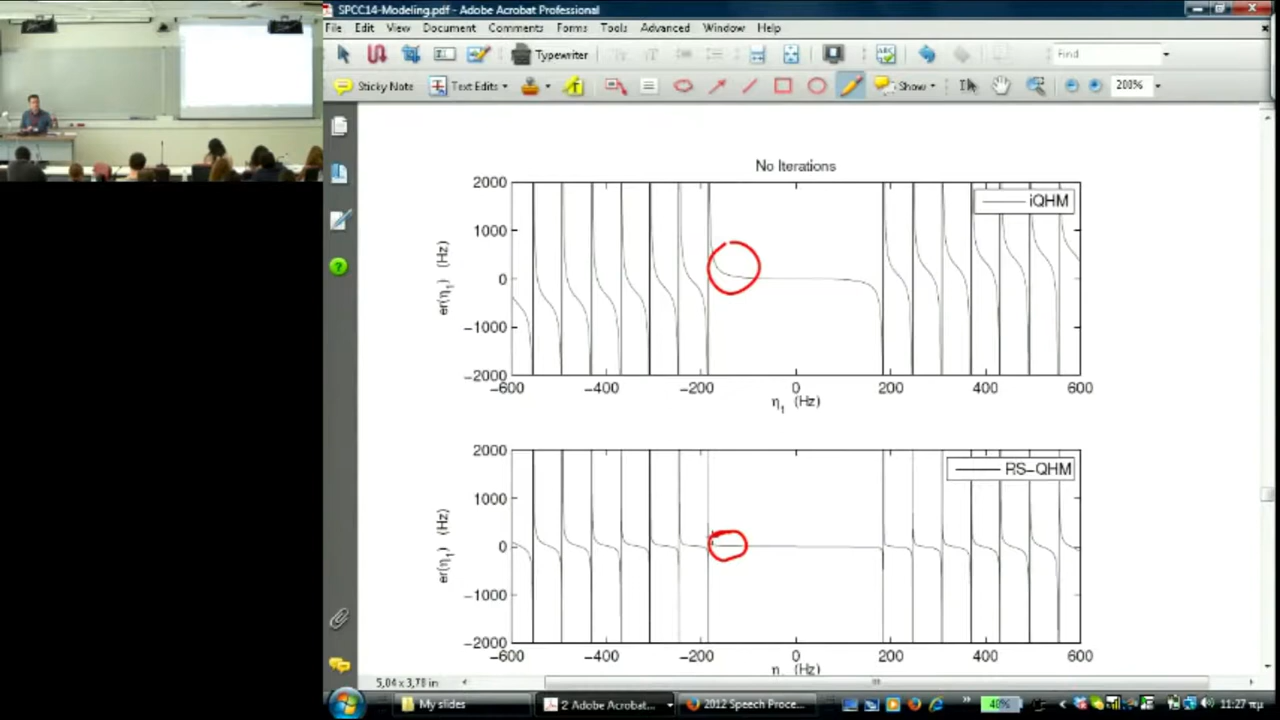 SPCC14-Modeling.pdf - Adobe Acrobat Professional
File Edit View Document Comments Forms Tools Advanced Window Help
Typewriter Find
Sticky Note Text Edits Show 200%
No Iterations
2000
1000
0
−1000
−2000
er(η1) (Hz)
iQHM
−600 −400 −200 0 200 400 600
η1 (Hz)
2000
1000
0
−1000
−2000
er(η1) (Hz)
RS−QHM
−600 −400 −200 0 200 400 600
η (Hz)
5,04 x 3,78 in
My slides 2 Adobe Acrobat... 2012 Speech Proce... 48% 11:27 πμ